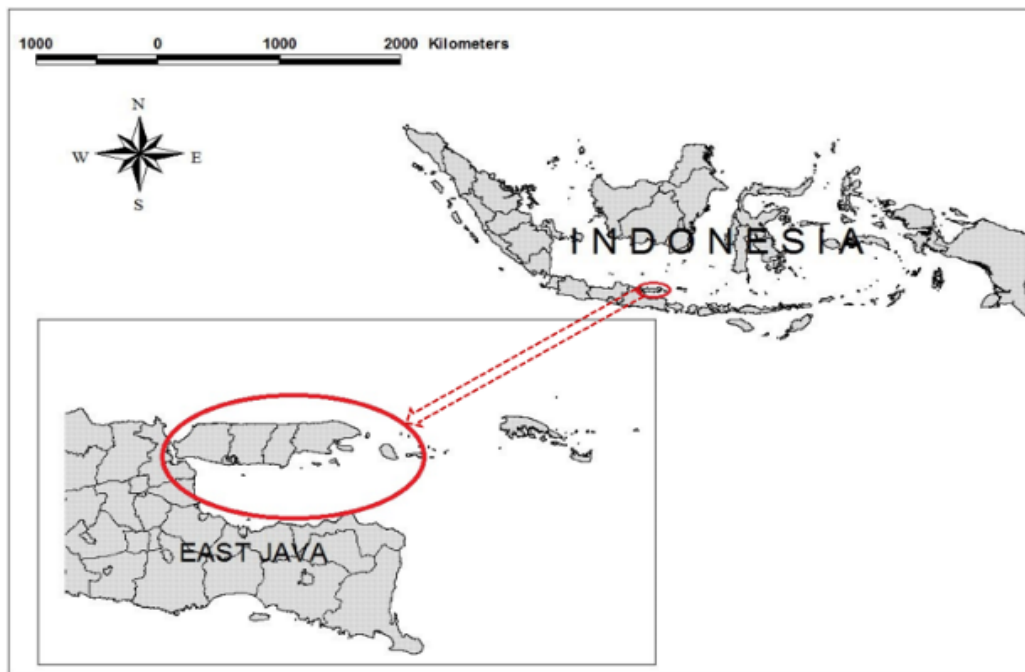 1000 0 1000 2000 Kilometers
N
W E
S
INDONESIA
EAST JAVA